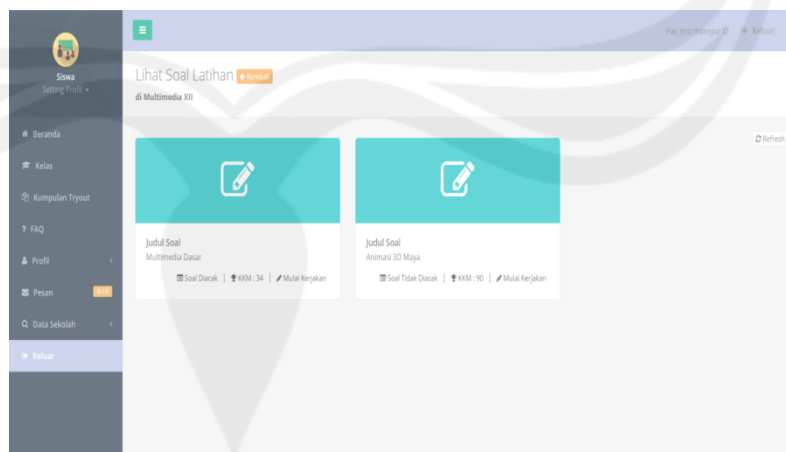 Siswa
Setting Profil
Beranda
Kelas
Kumpulan Tryout
? FAQ
Profil
Pesan
Data Sekolah
Keluar
Keluar
Lihat Soal Latihan
Kembali
di Multimedia XII
Refresh
Judul Soal
Multimedia Dasar
Soal Diacak | KKM : 34 | Mulai Kerjakan
Judul Soal
Animasi 3D Maya
Soal Tidak Diacak | KKM : 90 | Mulai Kerjakan